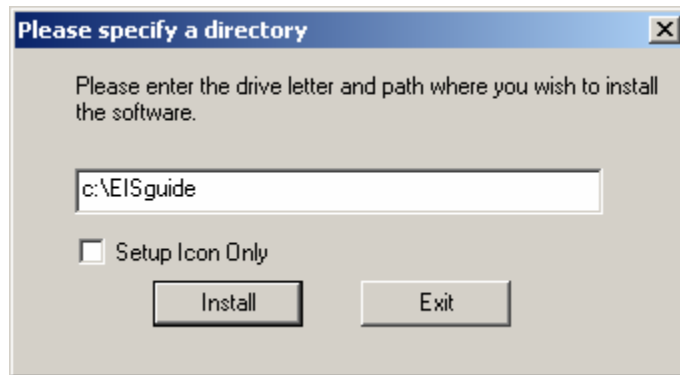 Please specify a directory
Please enter the drive letter and path where you wish to install
the software.
c:\EISguide
Setup Icon Only
Install Exit